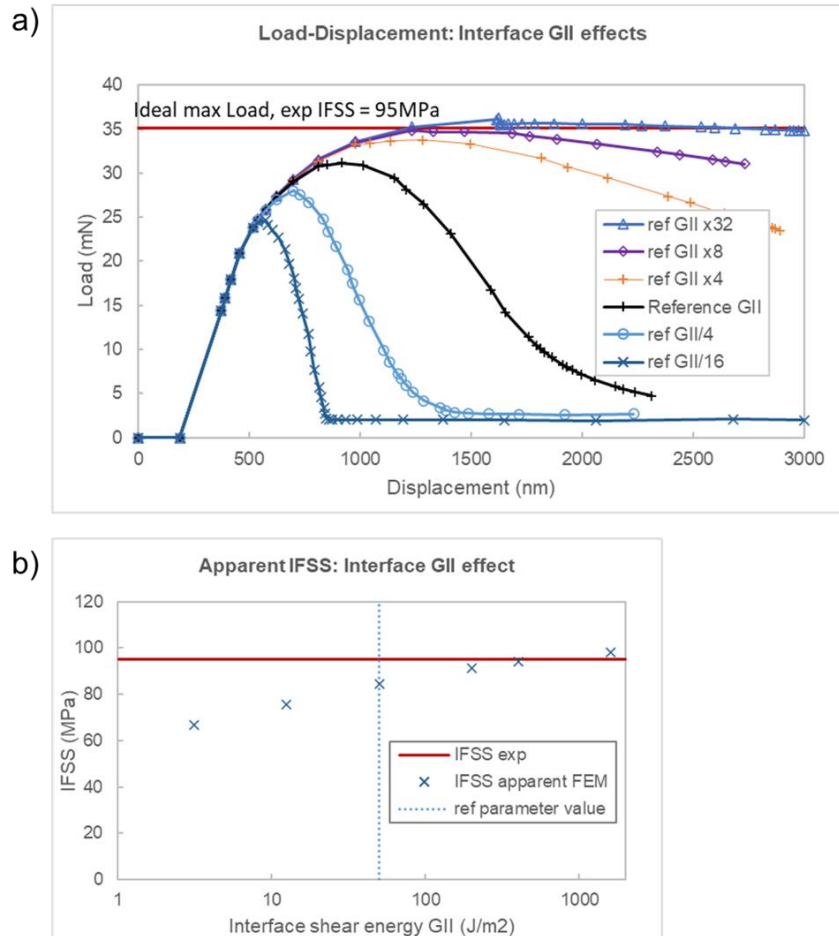 a)
Load-Displacement: Interface GII effects
Ideal max Load, exp IFSS = 95MPa
40
35
30
25
20
15
10
5
0
Load (mN)
ref GII x32
ref GII x8
ref GII x4
Reference GII
ref GII/4
ref GII/16
0 500 1000 1500 2000 2500 3000
Displacement (nm)
b)
Apparent IFSS: Interface GII effect
120
100
80
60
40
20
0
IFSS (MPa)
IFSS exp
IFSS apparent FEM
ref parameter value
1 10 100 1000
Interface shear energy GII (J/m2)